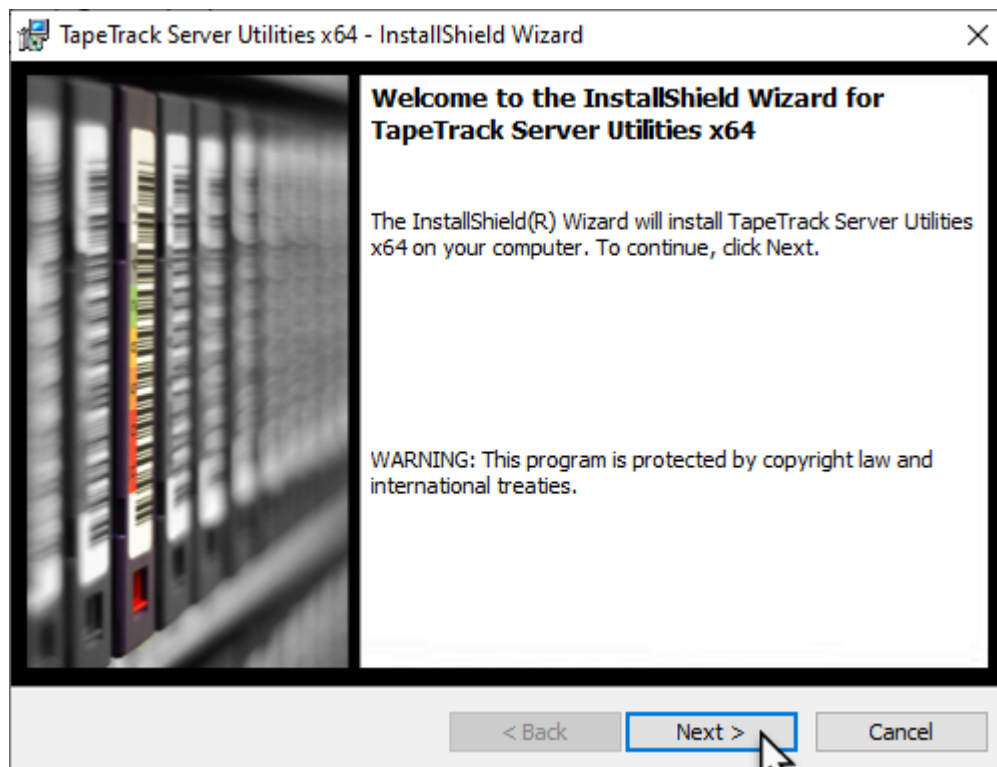 TapeTrack Server Utilities x64 - InstallShield Wizard
Welcome to the InstallShield Wizard for
TapeTrack Server Utilities x64
The InstallShield(R) Wizard will install TapeTrack Server Utilities
x64 on your computer. To continue, click Next.
WARNING: This program is protected by copyright law and
international treaties.
< Back
Next >
Cancel